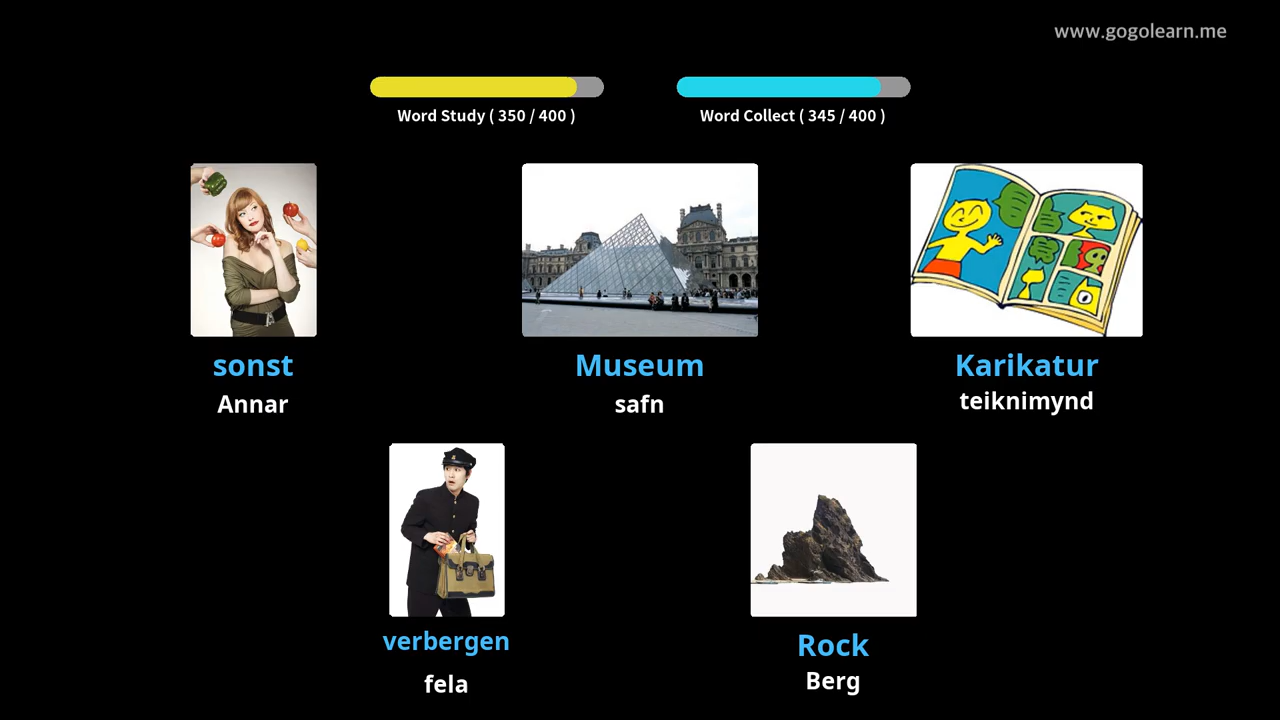 www.gogolearn.me
Word Study ( 350 / 400 )
Word Collect ( 345 / 400 )
sonst
Annar
Museum
safn
Karikatur
teiknimynd
verbergen
fela
Rock
Berg